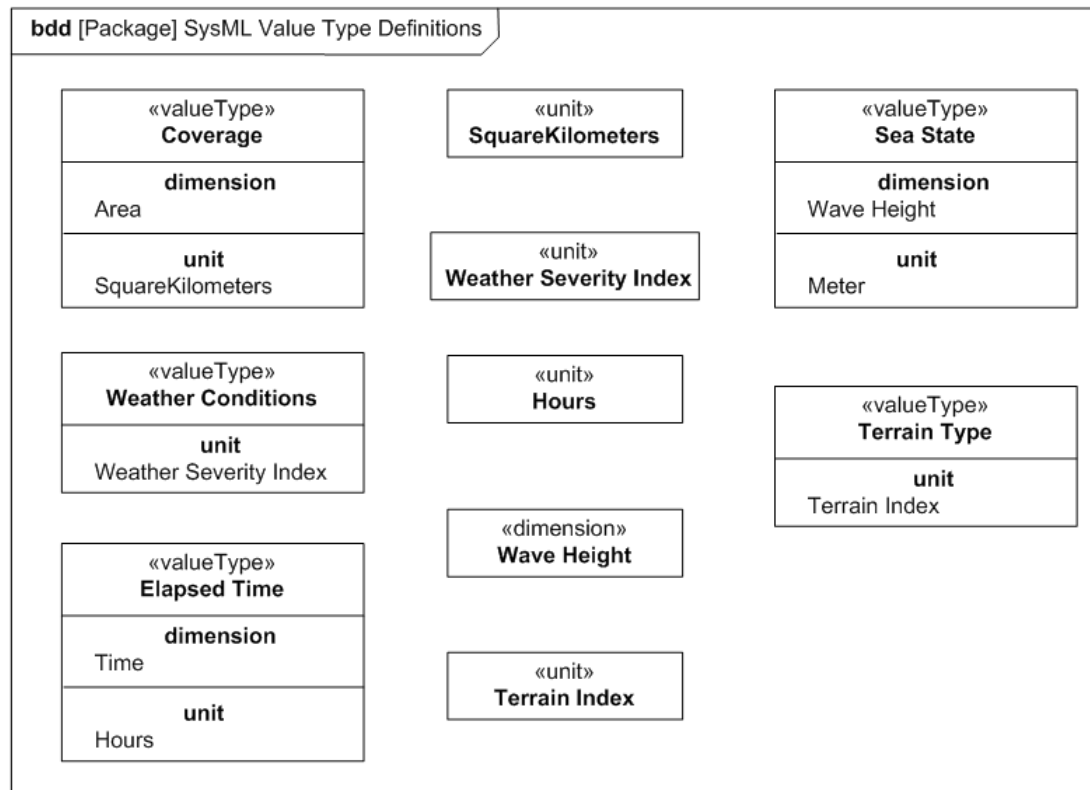 bdd [Package] SysML Value Type Definitions
«valueType»
Coverage
dimension
Area
unit
SquareKilometers
«valueType»
Weather Conditions
unit
Weather Severity Index
«valueType»
Elapsed Time
dimension
Time
unit
Hours
«unit»
SquareKilometers
«unit»
Weather Severity Index
«unit»
Hours
«dimension»
Wave Height
«unit»
Terrain Index
«valueType»
Sea State
dimension
Wave Height
unit
Meter
«valueType»
Terrain Type
unit
Terrain Index